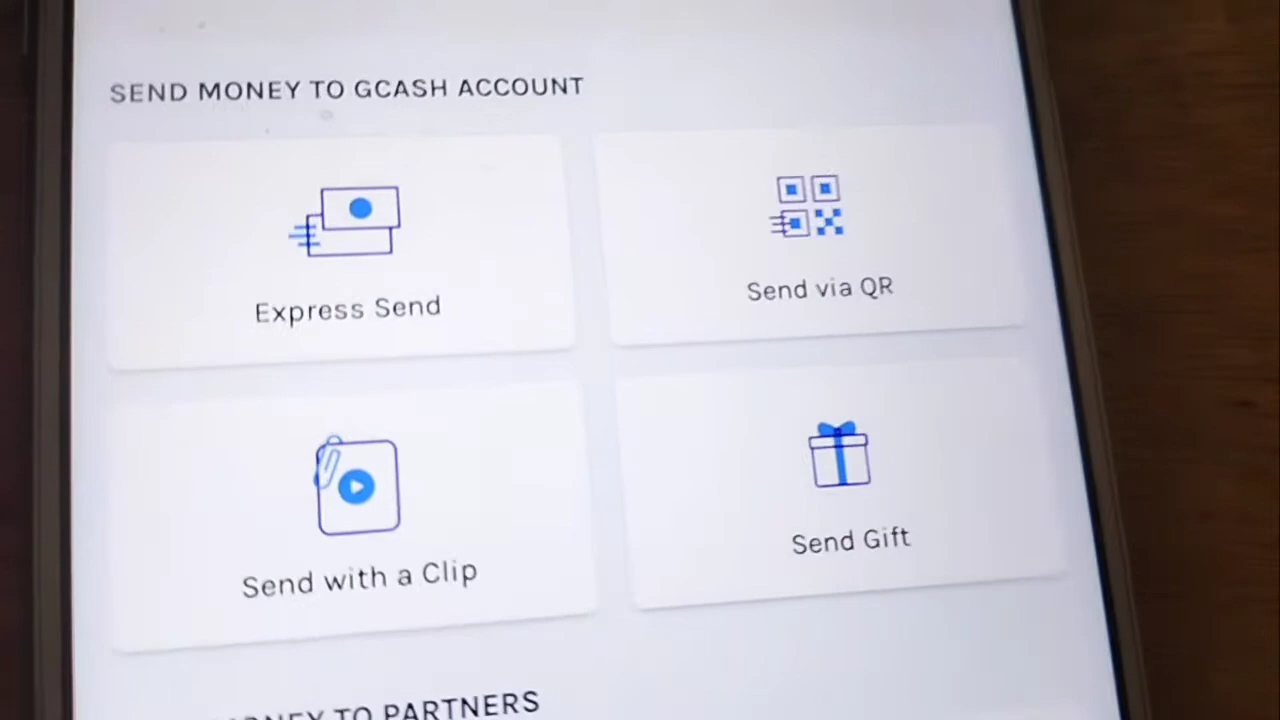 SEND MONEY TO GCASH ACCOUNT
Express Send
Send via QR
Send with a Clip
Send Gift
TO PARTNERS